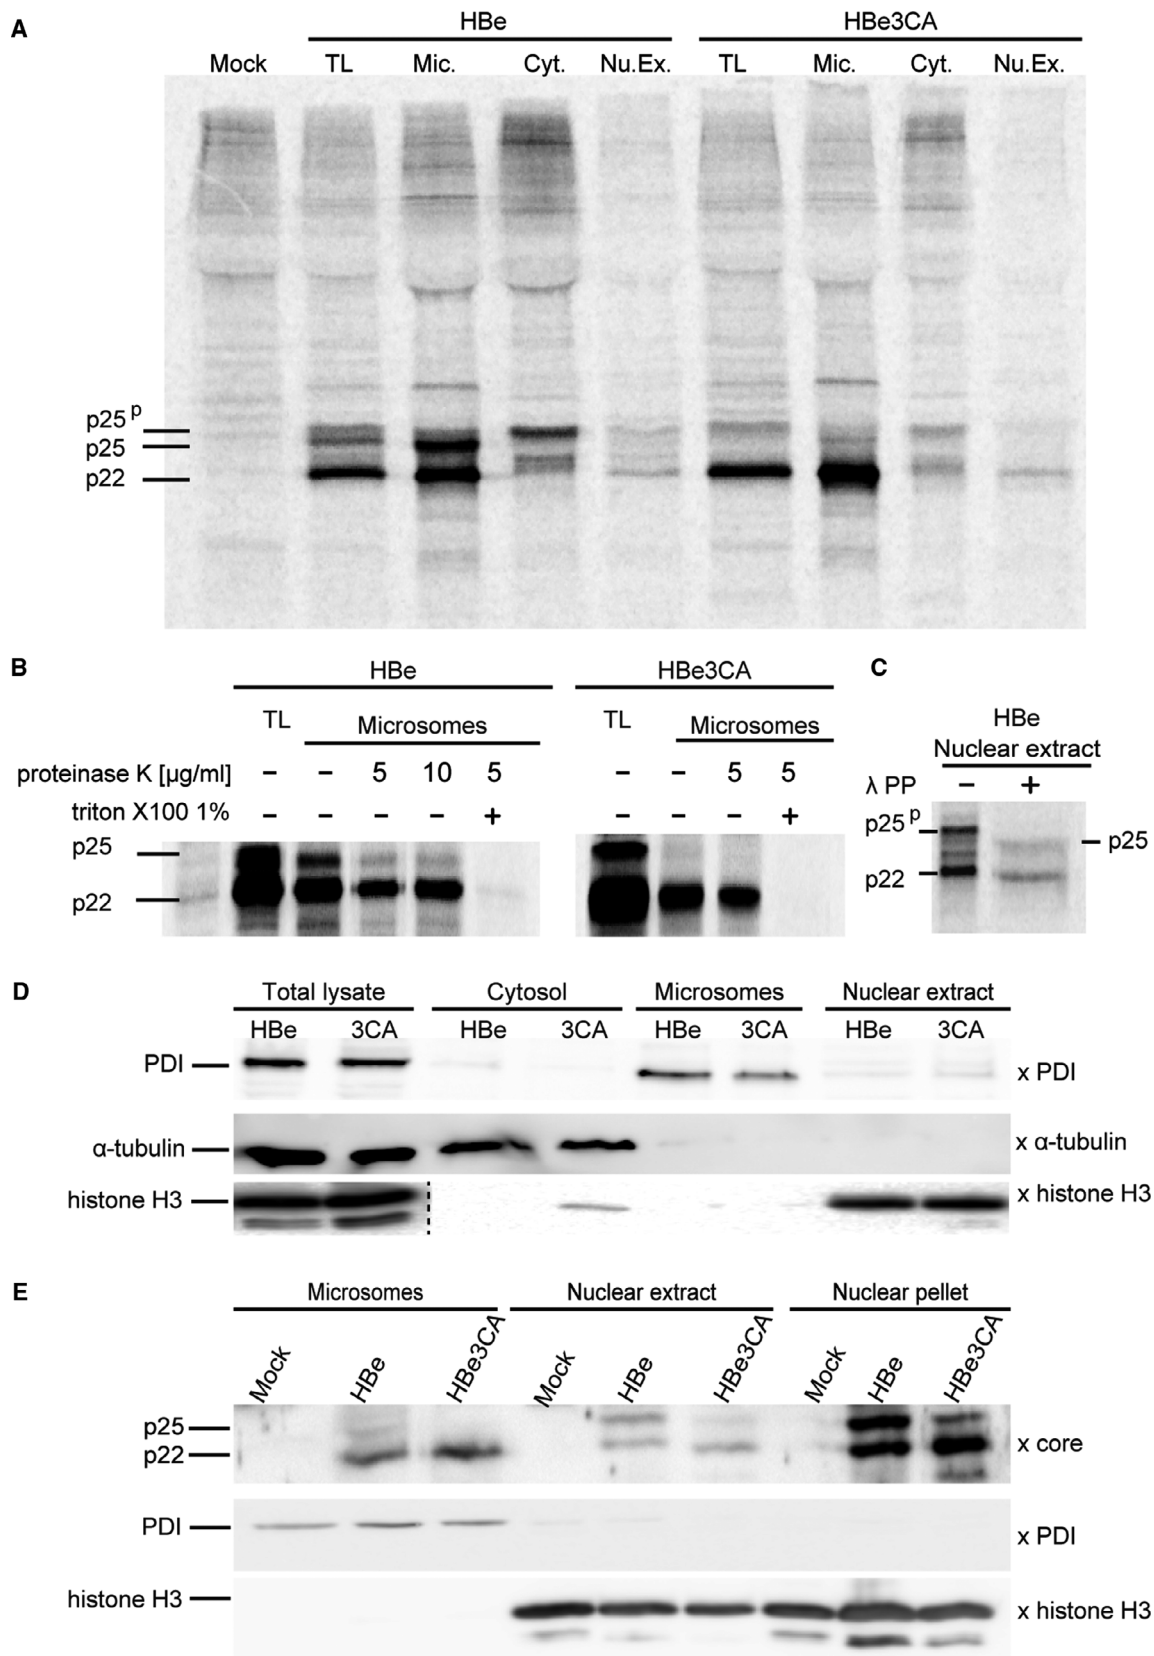 A
HBe HBe3CA
Mock TL Mic. Cyt. Nu.Ex. TL Mic. Cyt. Nu.Ex.
p25 p
p25
p22
B HBe HBe3CA
TL Microsomes TL Microsomes
proteinase K [µg/ml] – – 5 10 5 – – 5 5
triton X100 1% – – – – + – – – +
p25
p22
C
HBe
Nuclear extract
λ PP – +
p25 p
p25
p22
D Total lysate Cytosol Microsomes Nuclear extract
HBe 3CA HBe 3CA HBe 3CA HBe 3CA
PDI x PDI
α-tubulin x α-tubulin
histone H3 x histone H3
E Microsomes Nuclear extract Nuclear pellet
Mock HBe HBe3CA Mock HBe HBe3CA Mock HBe HBe3CA
p25
p22 x core
PDI x PDI
histone H3 x histone H3